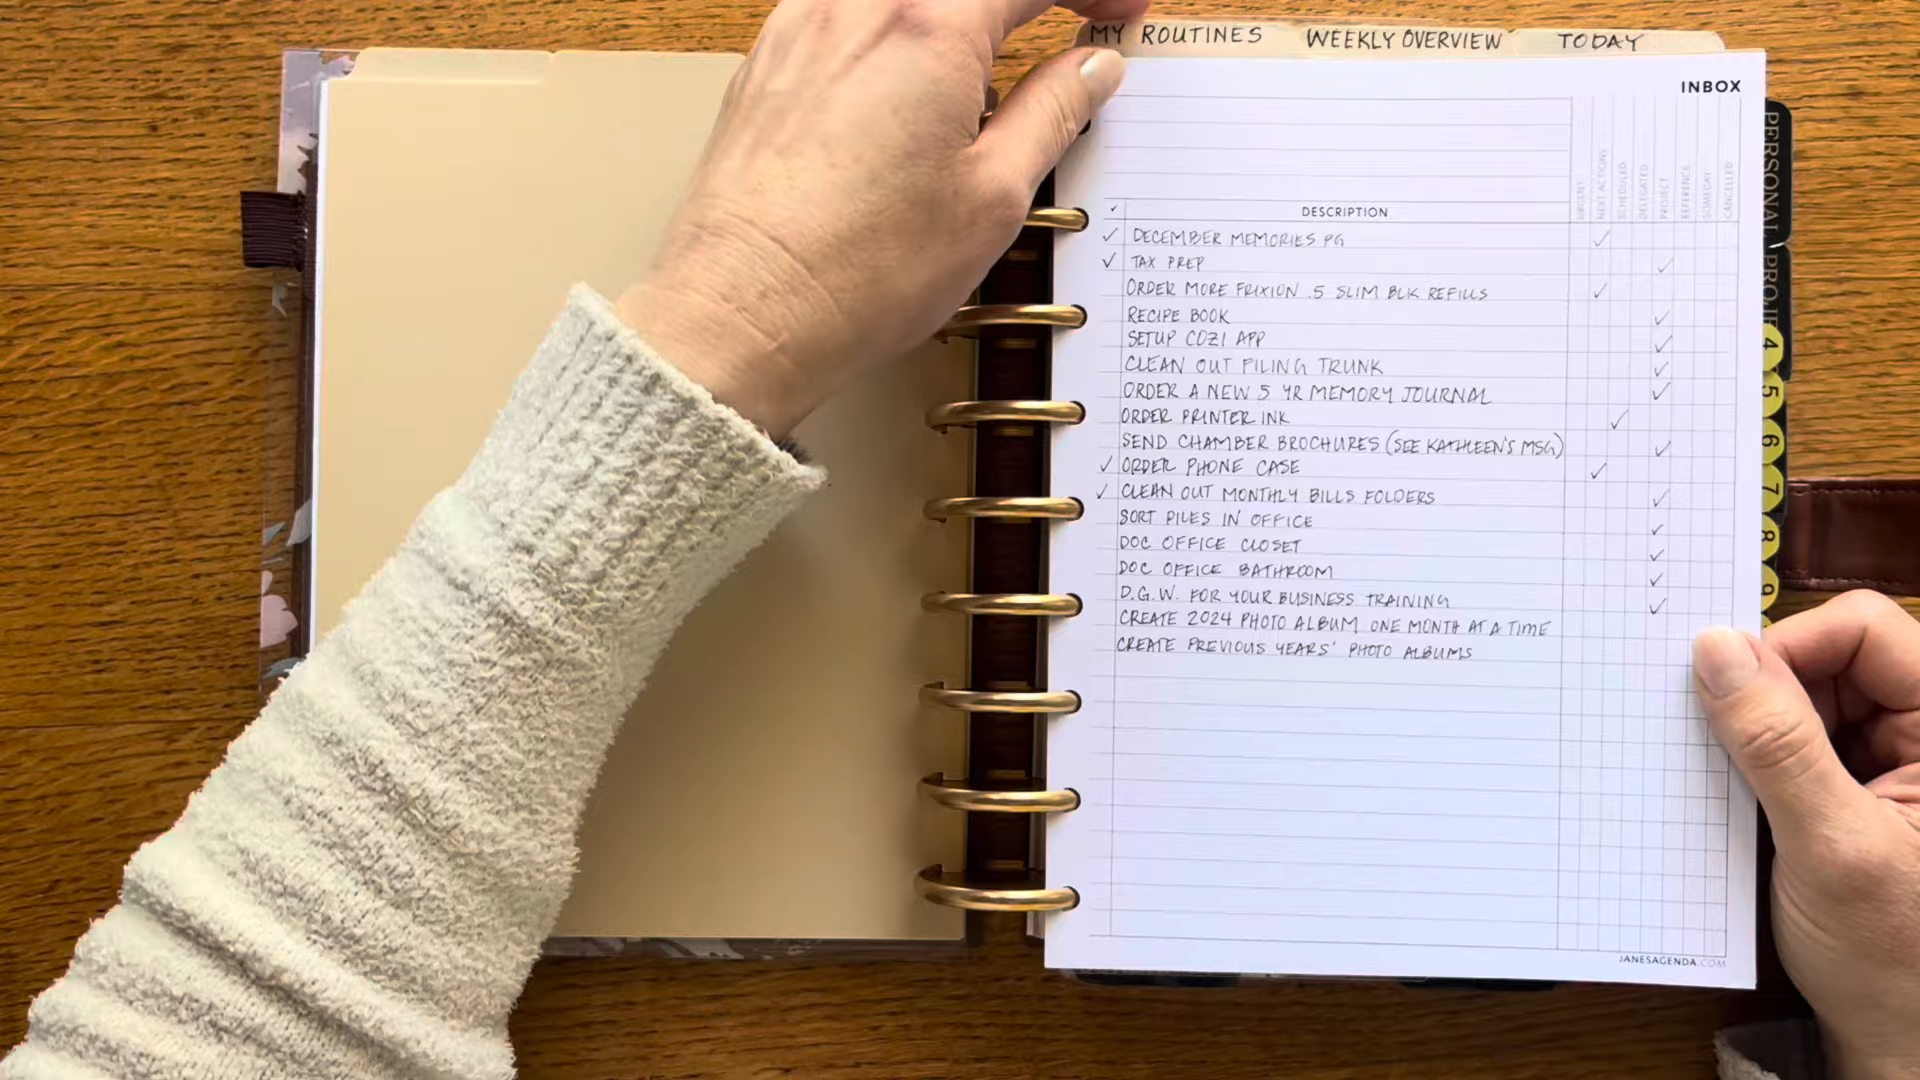 MY ROUTINES WEEKLY OVERVIEW TODAY
INBOX
PERSONAL
URGENT NEXT ACTIONS SCHEDULED DELEGATED PROJECT REFERENCE SOMEDAY CANCELLED
✓ DESCRIPTION
✓ DECEMBER MEMORIES PG ✓
✓ TAX PREP ✓
ORDER MORE FRIXION .5 SLIM BLK REFILLS ✓
RECIPE BOOK ✓
SETUP COZI APP ✓
CLEAN OUT FILING TRUNK ✓
ORDER A NEW 5 YR MEMORY JOURNAL ✓
ORDER PRINTER INK ✓
SEND CHAMBER BROCHURES (SEE KATHLEEN'S MSG) ✓
✓ ORDER PHONE CASE ✓
✓ CLEAN OUT MONTHLY BILLS FOLDERS ✓
SORT PILES IN OFFICE ✓
DOC OFFICE CLOSET ✓
DOC OFFICE BATHROOM ✓
D.G.W. FOR YOUR BUSINESS TRAINING ✓
CREATE 2024 PHOTO ALBUM ONE MONTH AT A TIME
CREATE PREVIOUS YEARS' PHOTO ALBUMS
4
5
6
7
8
9
JANESAGENDA.COM